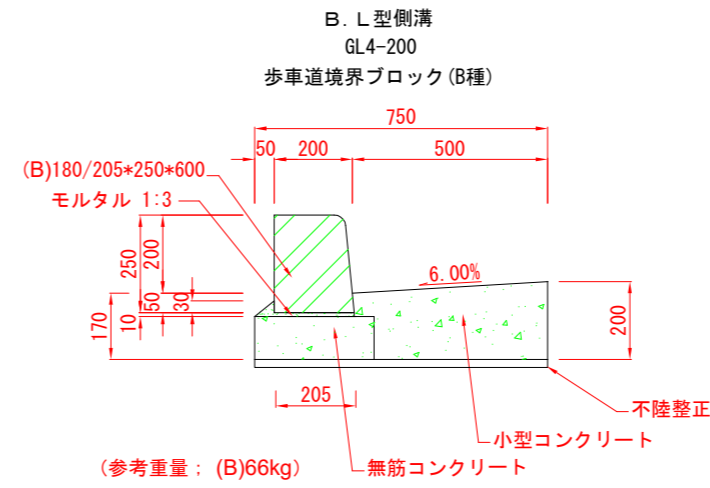 B. L型側溝
GL4-200
歩車道境界ブロック(B種)
750
50 200 500
(B)180/205*250*600
モルタル 1:3
6.00%
250
200
50
30
10
170
200
205
不陸整正
小型コンクリート
無筋コンクリート
(参考重量; (B)66kg)